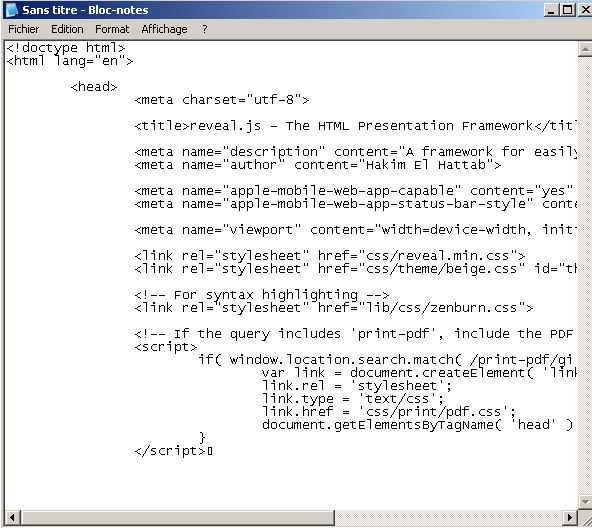 Sans titre - Bloc-notes
Fichier Edition Format Affichage ?
<!doctype html>
<html lang="en">
<head>
<meta charset="utf-8">
<title>reveal.js - The HTML Presentation Framework</titl
<meta name="description" content="A framework for easily
<meta name="author" content="Hakim El Hattab">
<meta name="apple-mobile-web-app-capable" content="yes"
<meta name="apple-mobile-web-app-status-bar-style" conte
<meta name="viewport" content="width=device-width, initi
<link rel="stylesheet" href="css/reveal.min.css">
<link rel="stylesheet" href="css/theme/beige.css" id="th
<!-- For syntax highlighting -->
<link rel="stylesheet" href="lib/css/zenburn.css">
<!-- If the query includes 'print-pdf', include the PDF
<script>
if( window.location.search.match( /print-pdf/gi
var link = document.createElement( 'link
link.rel = 'stylesheet';
link.type = 'text/css';
link.href = 'css/print/pdf.css';
document.getElementsByTagName( 'head' )
}
</script>